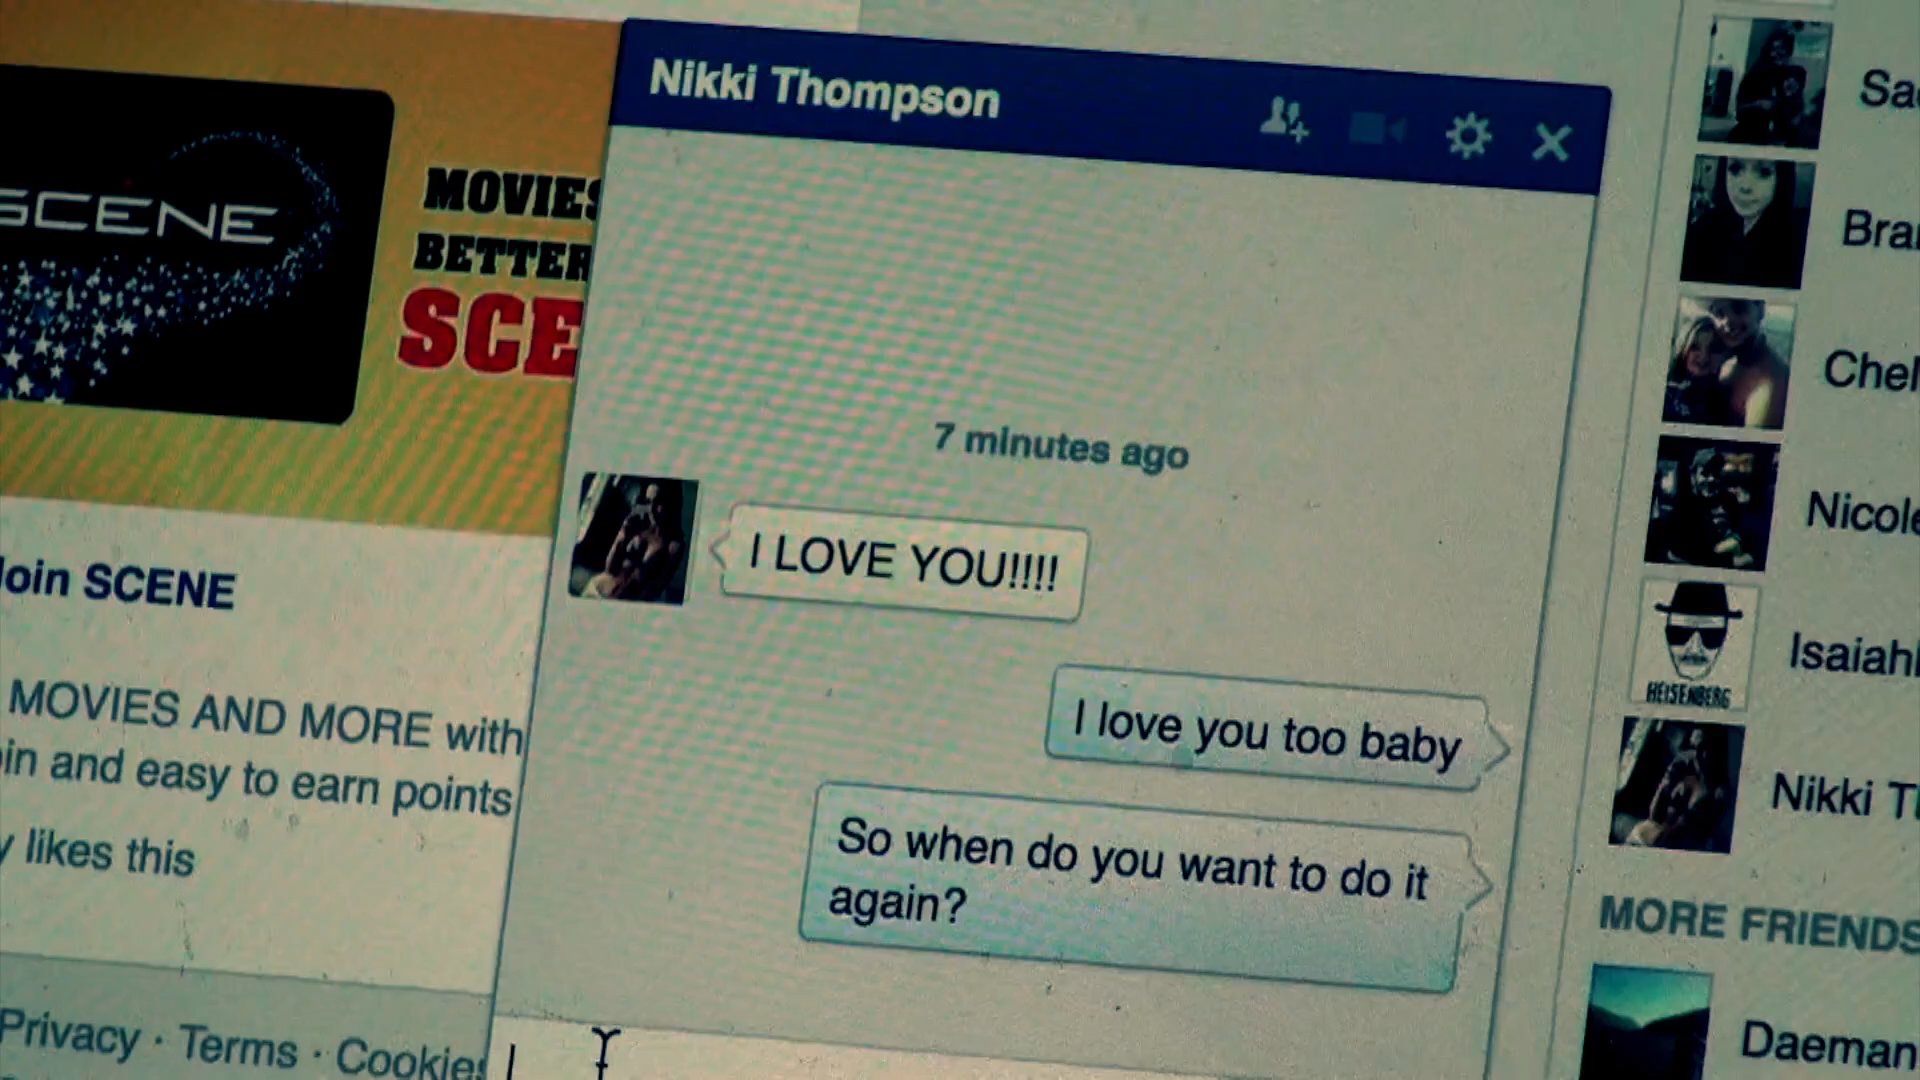 SCENE
MOVIES
BETTER
SCE
Join SCENE
MOVIES AND MORE with
in and easy to earn points
likes this
Privacy · Terms · Cookies
Nikki Thompson
7 minutes ago
I LOVE YOU!!!!
I love you too baby
So when do you want to do it
again?
Sa
Bra
Chel
Nicole
HEISENBERG
Isaiah
Nikki T
MORE FRIENDS
Daeman